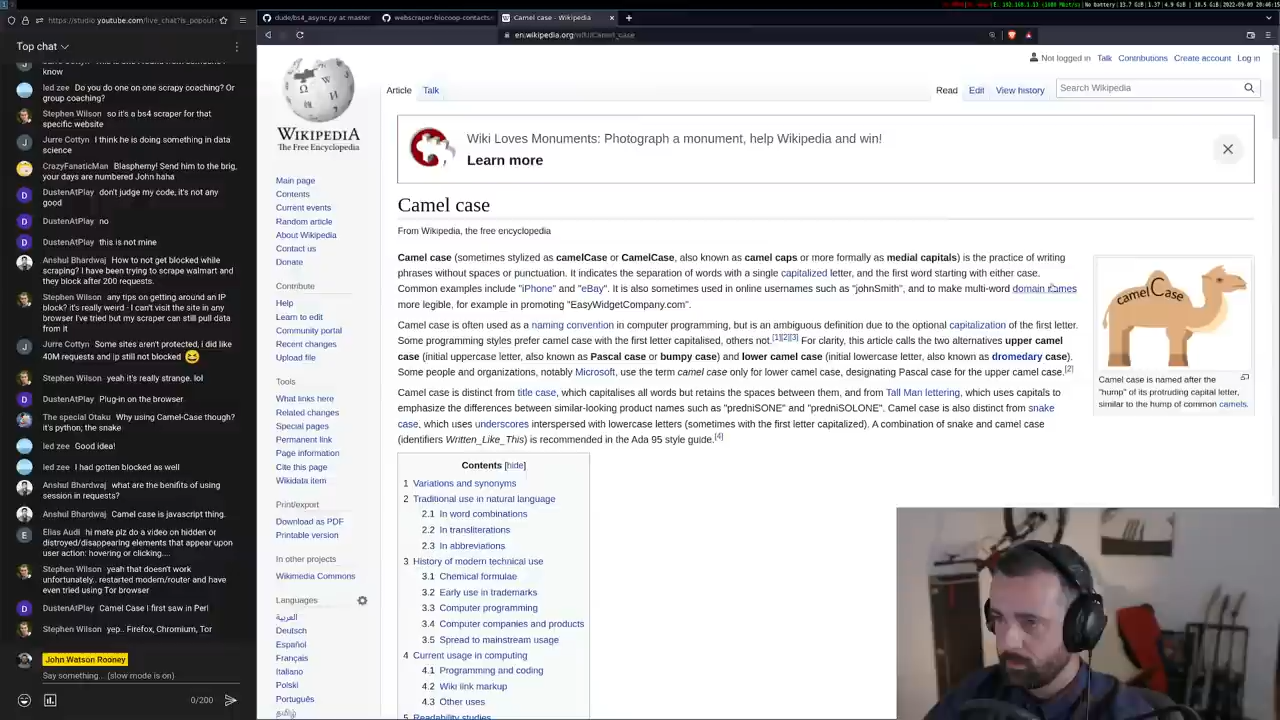 https://studio.youtube.com/live_chat?is_popout
Top chat
know
led zee Do you do one on one scrapy coaching? Or
group coaching?
Stephen Wilson so it's a bs4 scraper for that
specific website
Jurre Cottyn I think he is doing something in data
science
CrazyFanaticMan Blasphemy! Send him to the brig,
your days are numbered John haha
DustenAtPlay don't judge my code, it's not any
good
DustenAtPlay no
DustenAtPlay this is not mine
Anshul Bhardwaj How to not get blocked while
scraping? I have been trying to scrape walmart and
they block after 200 requests.
Stephen Wilson any tips on getting around an IP
block? it's really weird - I can't visit the site in any
browser I've tried but my scraper can still pull data
from it
Jurre Cottyn Some sites aren't protected, i did like
40M requests and ip still not blocked
Stephen Wilson yeah it's really strange. lol
DustenAtPlay Plug-in on the browser
The special Otaku Why using Camel-Case though?
it's python; the snake
led zee Good idea!
led zee I had gotten blocked as well
Anshul Bhardwaj what are the benifits of using
session in requests?
Anshul Bhardwaj Camel case is javascript thing.
Elias Audi hi mate plz do a video on hidden or
distroyed/disappearing elements that appear upon
user action: hovering or clicking....
Stephen Wilson yeah that doesn't work
unfortunately.. restarted modem/router and have
even tried using Tor browser
DustenAtPlay Camel Case I first saw in Perl
Stephen Wilson yep.. Firefox, Chromium, Tor
John Watson Rooney
Say something... (slow mode is on)
0/200
dude/bs4_async.py at master
webscraper-biocoop-contacts
Camel case - Wikipedia
en.wikipedia.org/wiki/Camel_case
WIKIPEDIA
The Free Encyclopedia
Main page
Contents
Current events
Random article
About Wikipedia
Contact us
Donate
Contribute
Help
Learn to edit
Community portal
Recent changes
Upload file
Tools
What links here
Related changes
Special pages
Permanent link
Page information
Cite this page
Wikidata item
Print/export
Download as PDF
Printable version
In other projects
Wikimedia Commons
Languages
العربية
Deutsch
Español
Français
Italiano
Polski
Português
தமிழ்
Not logged in Talk Contributions Create account Log in
Article Talk
Read Edit View history
Search Wikipedia
Wiki Loves Monuments: Photograph a monument, help Wikipedia and win!
Learn more
Camel case
From Wikipedia, the free encyclopedia
Camel case (sometimes stylized as camelCase or CamelCase, also known as camel caps or more formally as medial capitals) is the practice of writing
phrases without spaces or punctuation. It indicates the separation of words with a single capitalized letter, and the first word starting with either case.
Common examples include "iPhone" and "eBay". It is also sometimes used in online usernames such as "johnSmith", and to make multi-word domain names
more legible, for example in promoting "EasyWidgetCompany.com".
Camel case is often used as a naming convention in computer programming, but is an ambiguous definition due to the optional capitalization of the first letter.
Some programming styles prefer camel case with the first letter capitalised, others not.[1][2][3] For clarity, this article calls the two alternatives upper camel
case (initial uppercase letter, also known as Pascal case or bumpy case) and lower camel case (initial lowercase letter, also known as dromedary case).
Some people and organizations, notably Microsoft, use the term camel case only for lower camel case, designating Pascal case for the upper camel case.[2]
Camel case is distinct from title case, which capitalises all words but retains the spaces between them, and from Tall Man lettering, which uses capitals to
emphasize the differences between similar-looking product names such as "predniSONE" and "predniSOLONE". Camel case is also distinct from snake
case, which uses underscores interspersed with lowercase letters (sometimes with the first letter capitalized). A combination of snake and camel case
(identifiers Written_Like_This) is recommended in the Ada 95 style guide.[4]
camelCase
Camel case is named after the
"hump" of its protruding capital letter,
similar to the hump of common camels.
Contents [hide]
1 Variations and synonyms
2 Traditional use in natural language
2.1 In word combinations
2.2 In transliterations
2.3 In abbreviations
3 History of modern technical use
3.1 Chemical formulae
3.2 Early use in trademarks
3.3 Computer programming
3.4 Computer companies and products
3.5 Spread to mainstream usage
4 Current usage in computing
4.1 Programming and coding
4.2 Wiki link markup
4.3 Other uses
5 Readability studies